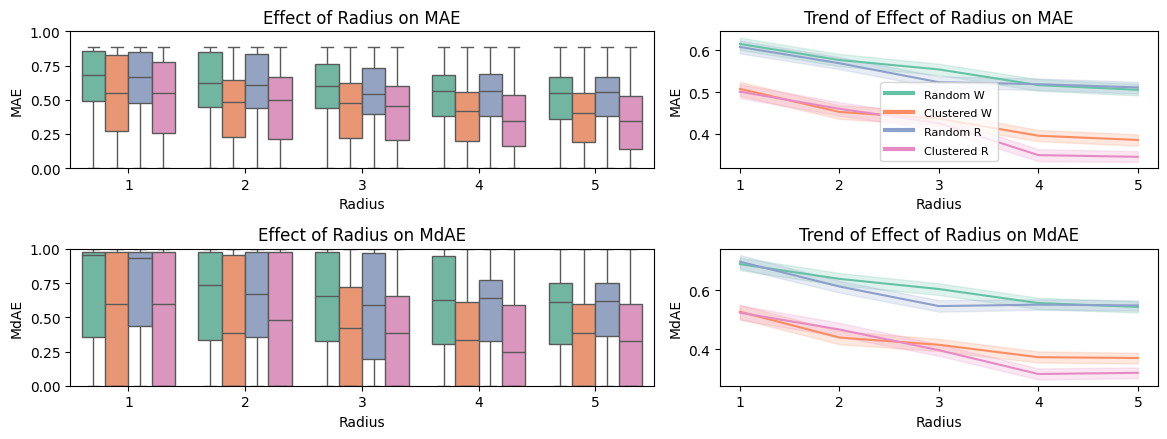 Effect of Radius on MAE
MAE
1.00
0.75
0.50
0.25
0.00
1 2 3 4 5
Radius
Trend of Effect of Radius on MAE
MAE
0.6
0.5
0.4
Random W
Clustered W
Random R
Clustered R
1 2 3 4 5
Radius
Effect of Radius on MdAE
MdAE
1.00
0.75
0.50
0.25
0.00
1 2 3 4 5
Radius
Trend of Effect of Radius on MdAE
MdAE
0.6
0.4
1 2 3 4 5
Radius